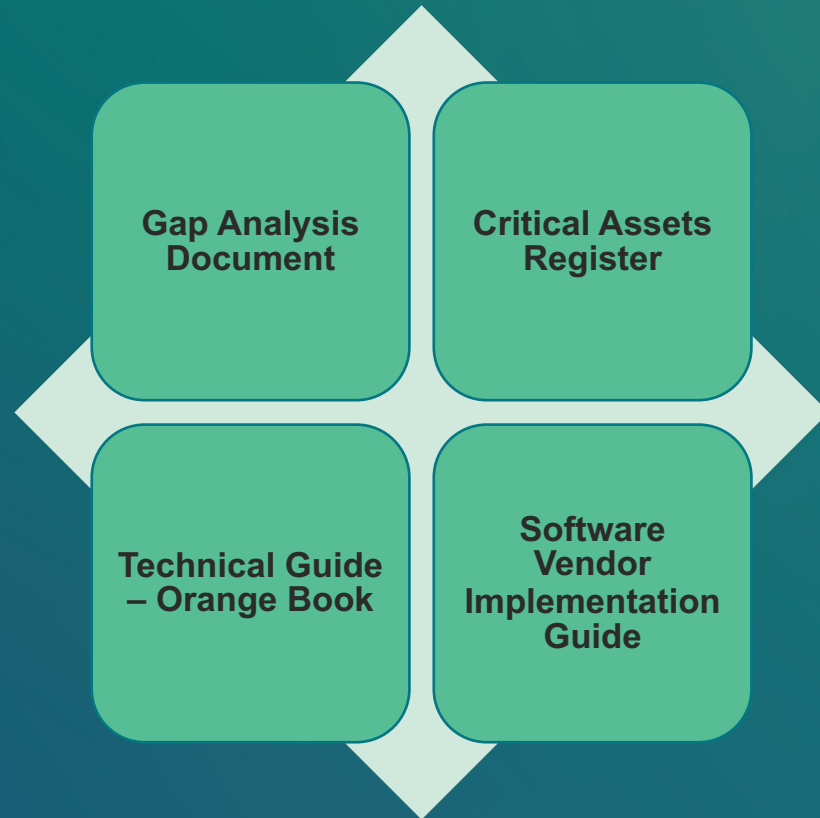 Gap Analysis
Document
Critical Assets
Register
Technical Guide
– Orange Book
Software
Vendor
Implementation
Guide